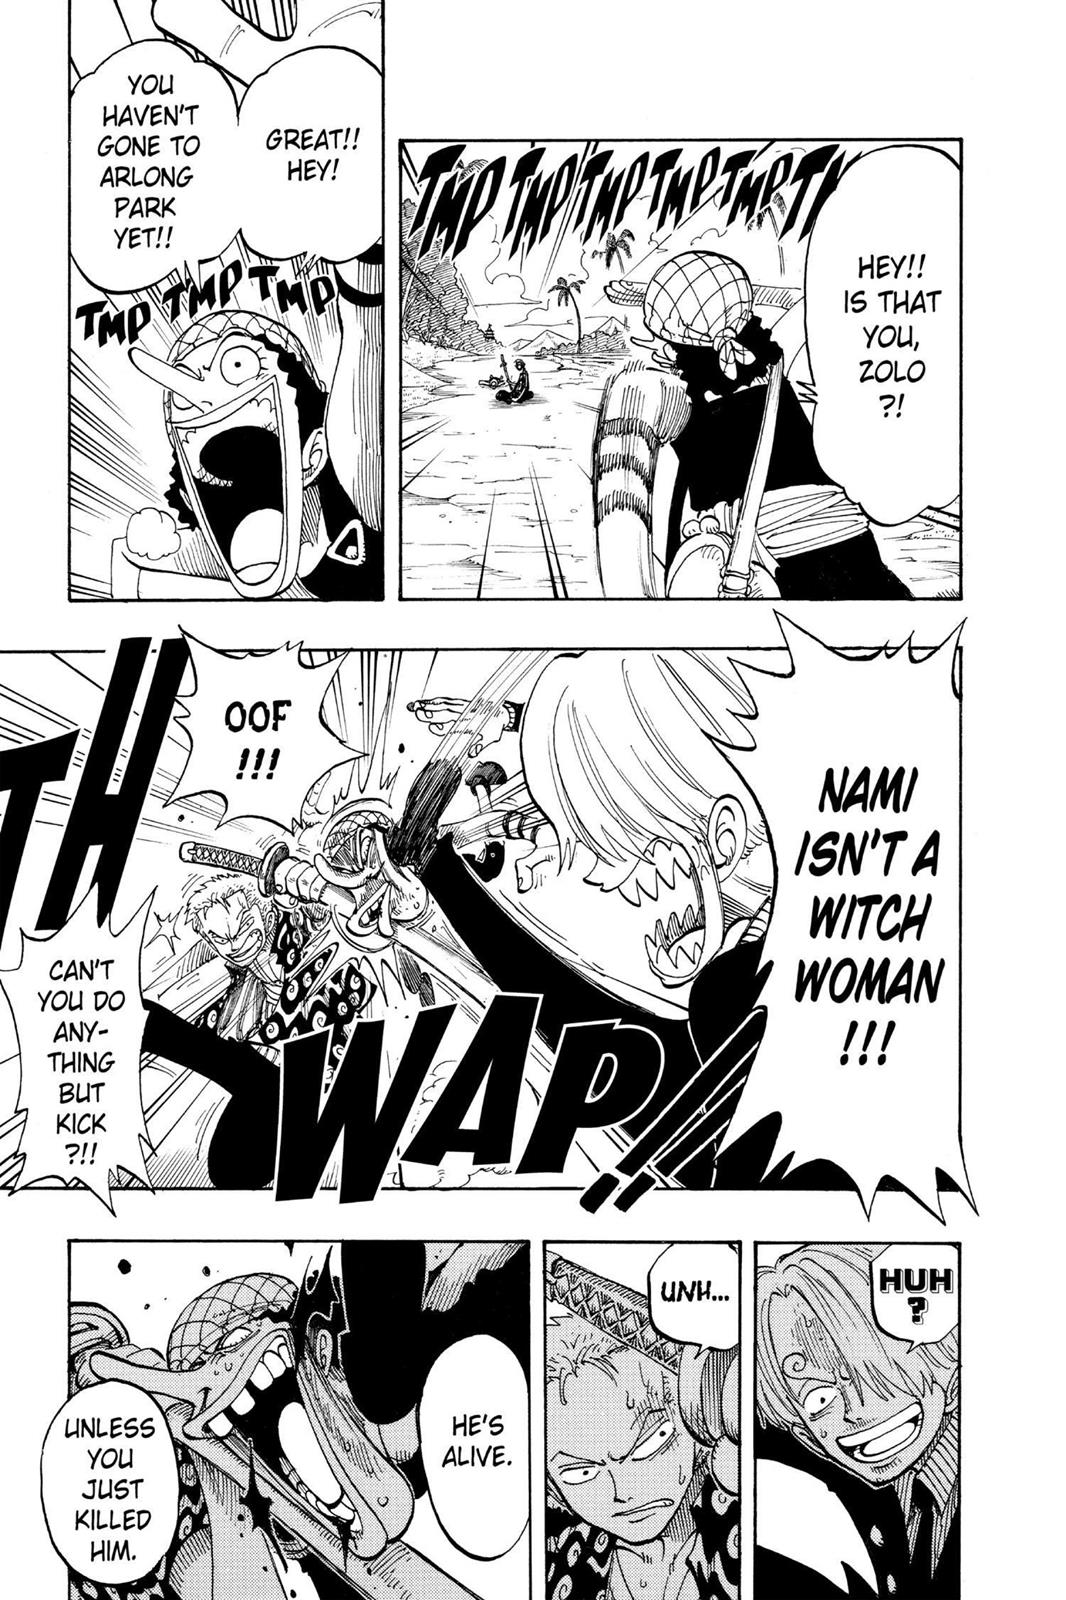 HEY!!
IS THAT
YOU,
ZOLO
?!
TMP TMP TMP TMP TMP TM
GREAT!!
HEY!
YOU
HAVEN'T
GONE TO
ARLONG
PARK
YET!!
TMP TMP TMP
NAMI
ISN'T A
WITCH
WOMAN
!!!
OOF
!!!
TH
WAP!!
CAN'T
YOU DO
ANY-
THING
BUT
KICK
?!!
HUH
?
UNH...
HE'S
ALIVE.
UNLESS
YOU
JUST
KILLED
HIM.